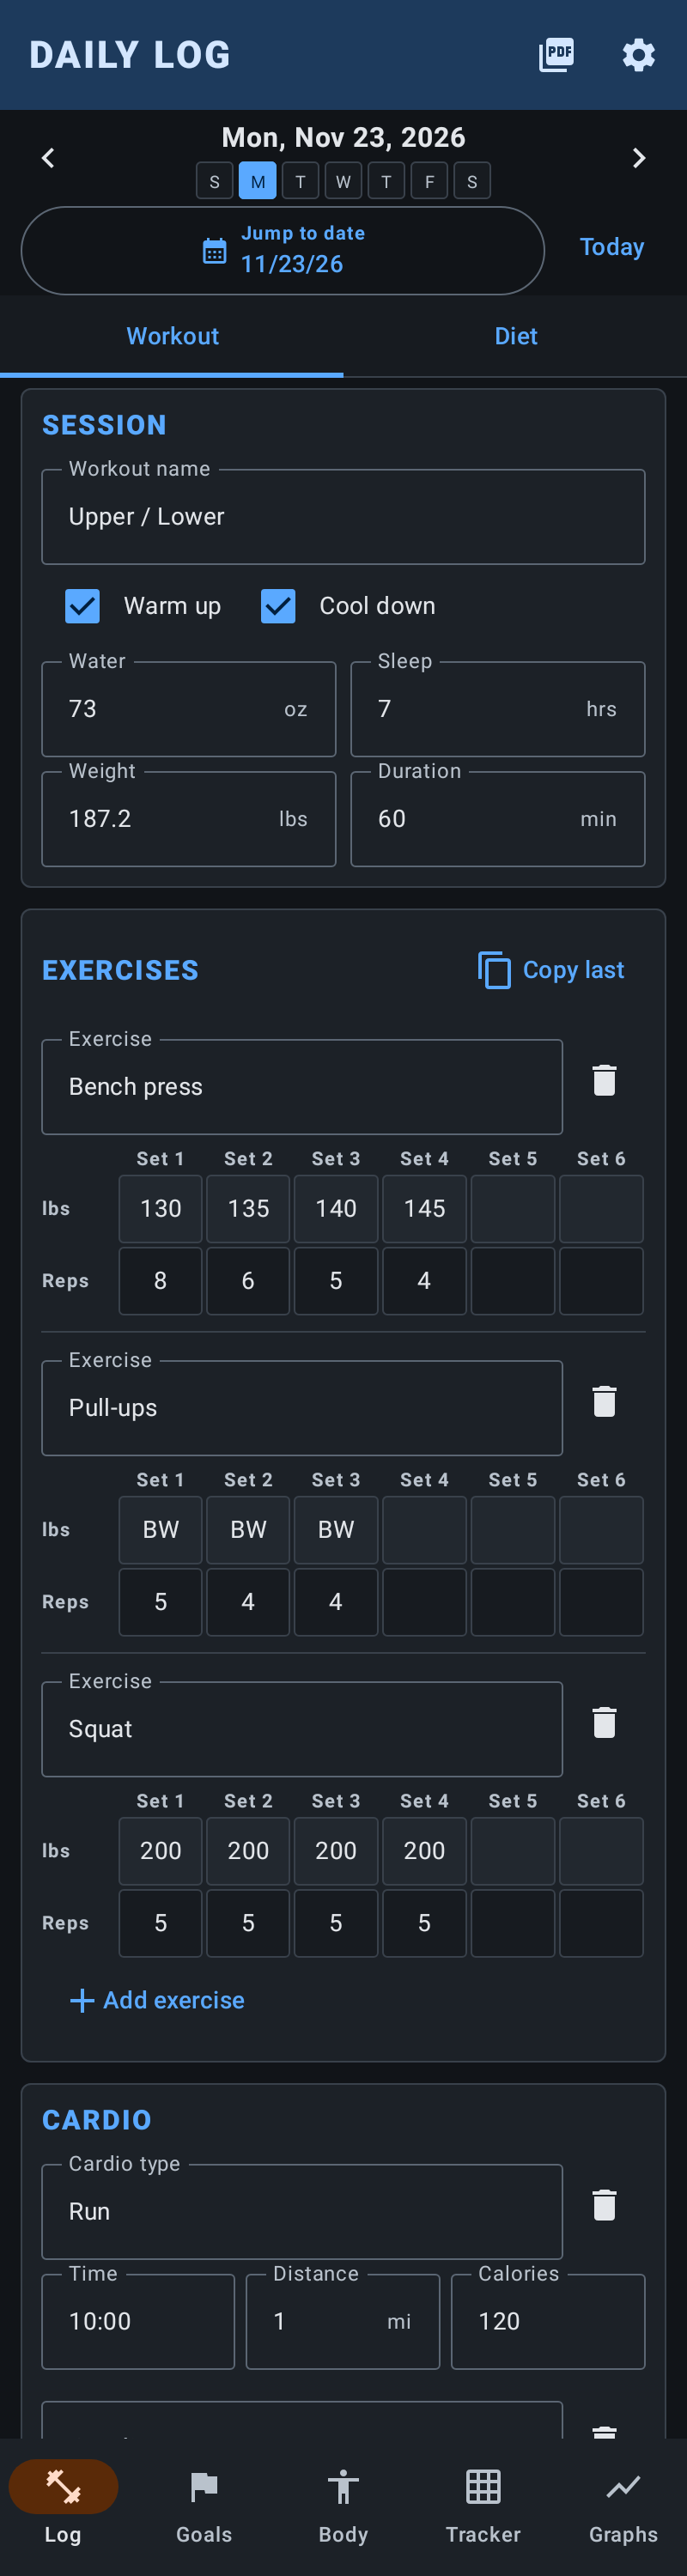 DAILY LOG
PDF
Mon, Nov 23, 2026
S M T W T F S
Jump to date
11/23/26
Today
Workout Diet
SESSION
Workout name
Upper / Lower
Warm up Cool down
Water Sleep
73 oz 7 hrs
Weight Duration
187.2 lbs 60 min
EXERCISES Copy last
Exercise
Bench press
Set 1 Set 2 Set 3 Set 4 Set 5 Set 6
lbs 130 135 140 145
Reps 8 6 5 4
Exercise
Pull-ups
Set 1 Set 2 Set 3 Set 4 Set 5 Set 6
lbs BW BW BW
Reps 5 4 4
Exercise
Squat
Set 1 Set 2 Set 3 Set 4 Set 5 Set 6
lbs 200 200 200 200
Reps 5 5 5 5
Add exercise
CARDIO
Cardio type
Run
Time Distance Calories
10:00 1 mi 120
Log Goals Body Tracker Graphs